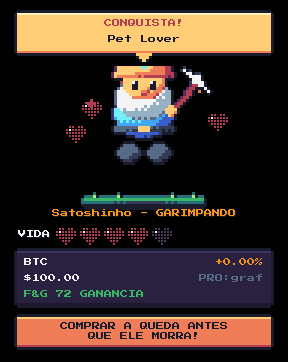 CONQUISTA!
Pet Lover
Satoshinho - GARIMPANDO
VIDA
BTC +0.00%
$100.00 PRO:graf
F&G 72 GANANCIA
COMPRAR A QUEDA ANTES
QUE ELE MORRA!